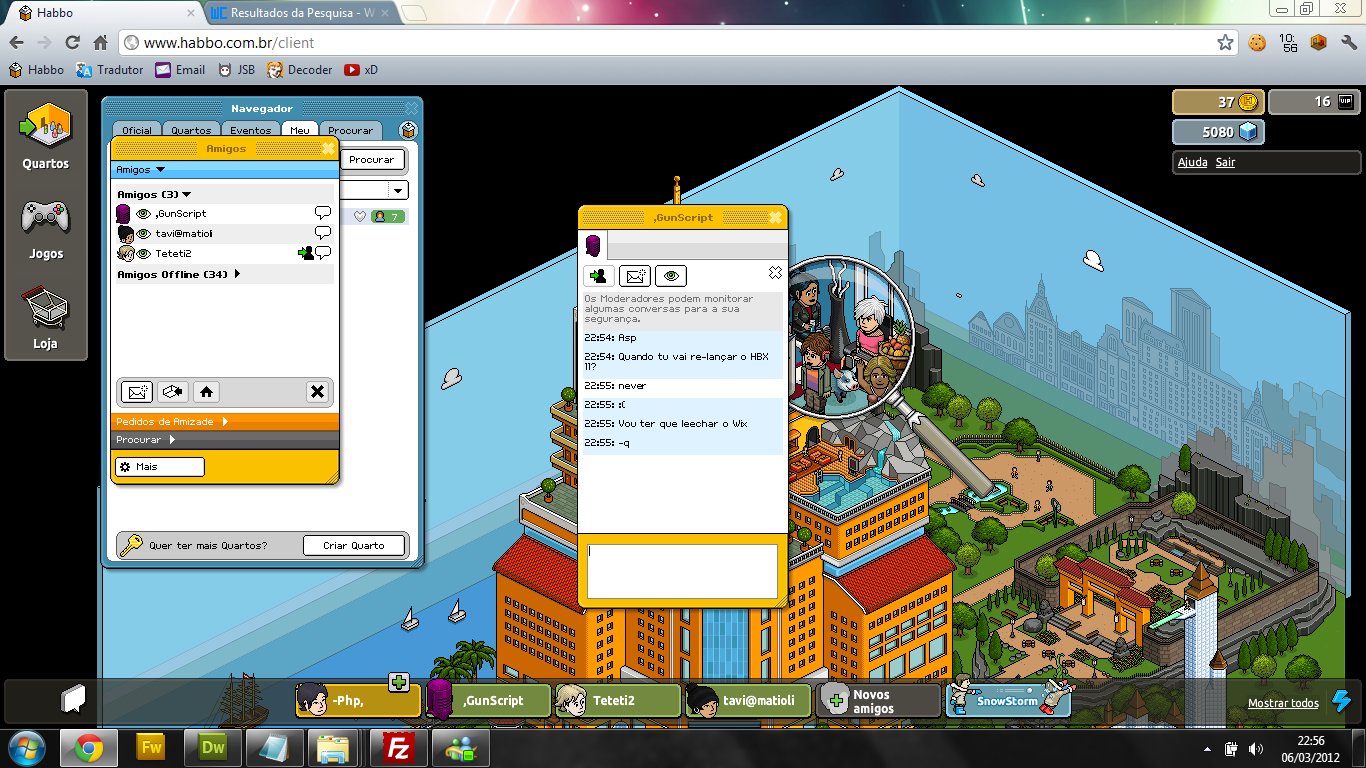 Habbo
Resultados da Pesquisa - W
www.habbo.com.br/client
10:
56
Habbo
Tradutor
Email
JSB
Decoder
xD
37
16
VIP
5080
Ajuda Sair
Quartos
Jogos
Loja
Navegador
Oficial
Quartos
Eventos
Meu
Procurar
Procurar
7
Amigos
Amigos
Amigos (3)
,GunScript
tavi@matioli
Teteti2
Amigos Offline (34)
Pedidos de Amizade
Procurar
Mais
Quer ter mais Quartos?
Criar Quarto
,GunScript
Os Moderadores podem monitorar
algumas conversas para a sua
segurança.
22:54: Asp
22:54: Quando tu vai re-lançar o HBX
11?
22:55: never
22:55: :(
22:55: Vou ter que leechar o Wix
22:55: -q
-Php,
,GunScript
Teteti2
tavi@matioli
Novos
amigos
SnowStorm
Mostrar todos
Fw
Dw
Fz
22:56
06/03/2012